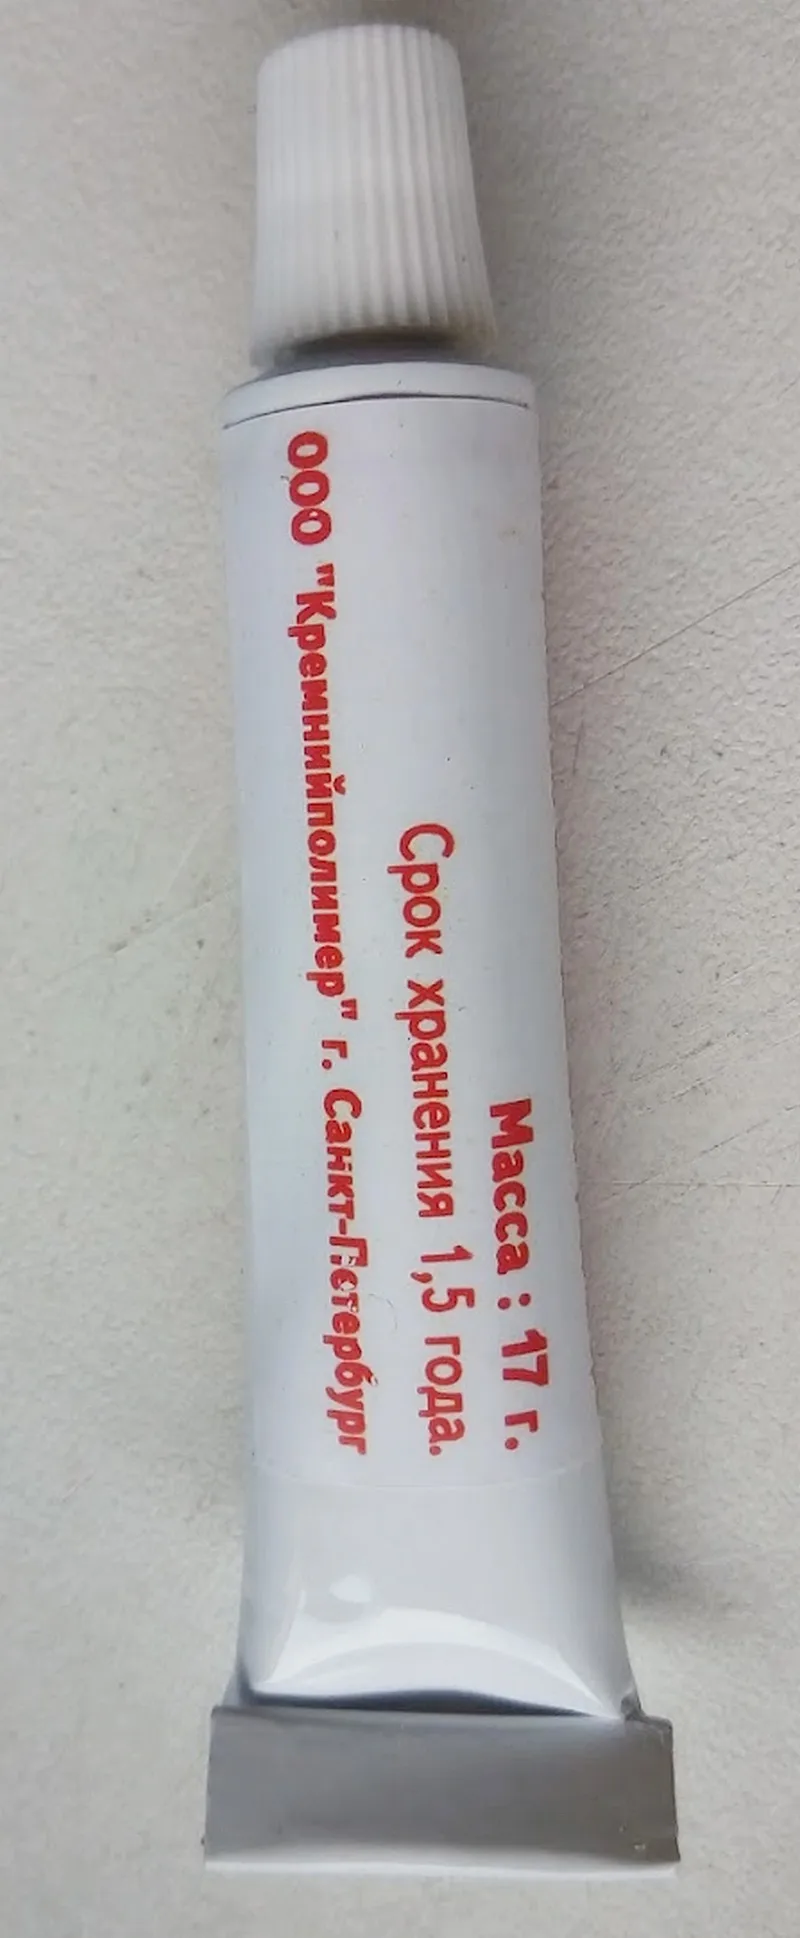 Масса : 17 г.
Срок хранения 1,5 года.
ООО "Кремнийполимер" г. Санкт-Петербург